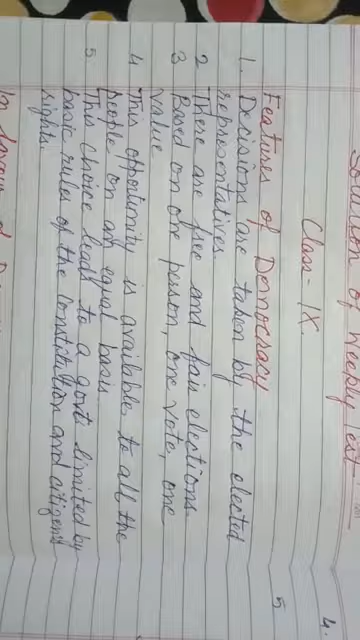 4.
Solution of Weekly Test
Class - IX.
5
Features of Democracy
1. Decisions are taken by the elected
representatives.
2 There are free and fair elections.
3 Based on one person, one vote, one
value
4 This opportunity is available to all the
people on an equal basis
5 This choice leads to a govt limited by
basic rules of the constitution and citizens
rights.
In favour of